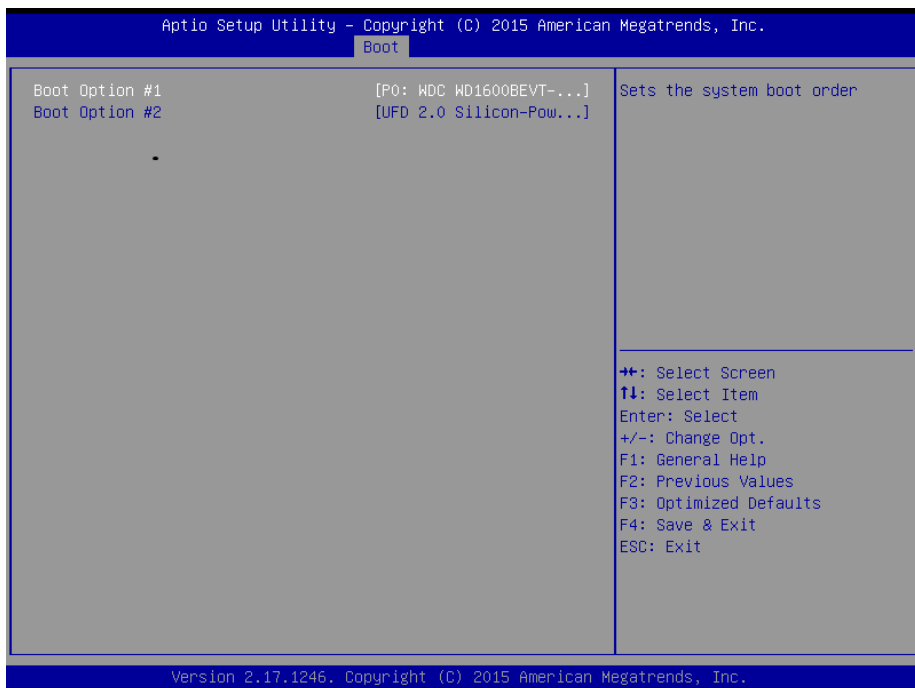 Aptio Setup Utility – Copyright (C) 2015 American Megatrends, Inc.
Boot
Boot Option #1 [P0: WDC WD1600BEVT-...]
Boot Option #2 [UFD 2.0 Silicon-Pow...]
Sets the system boot order
→←: Select Screen
↑↓: Select Item
Enter: Select
+/-: Change Opt.
F1: General Help
F2: Previous Values
F3: Optimized Defaults
F4: Save & Exit
ESC: Exit
Version 2.17.1246. Copyright (C) 2015 American Megatrends, Inc.